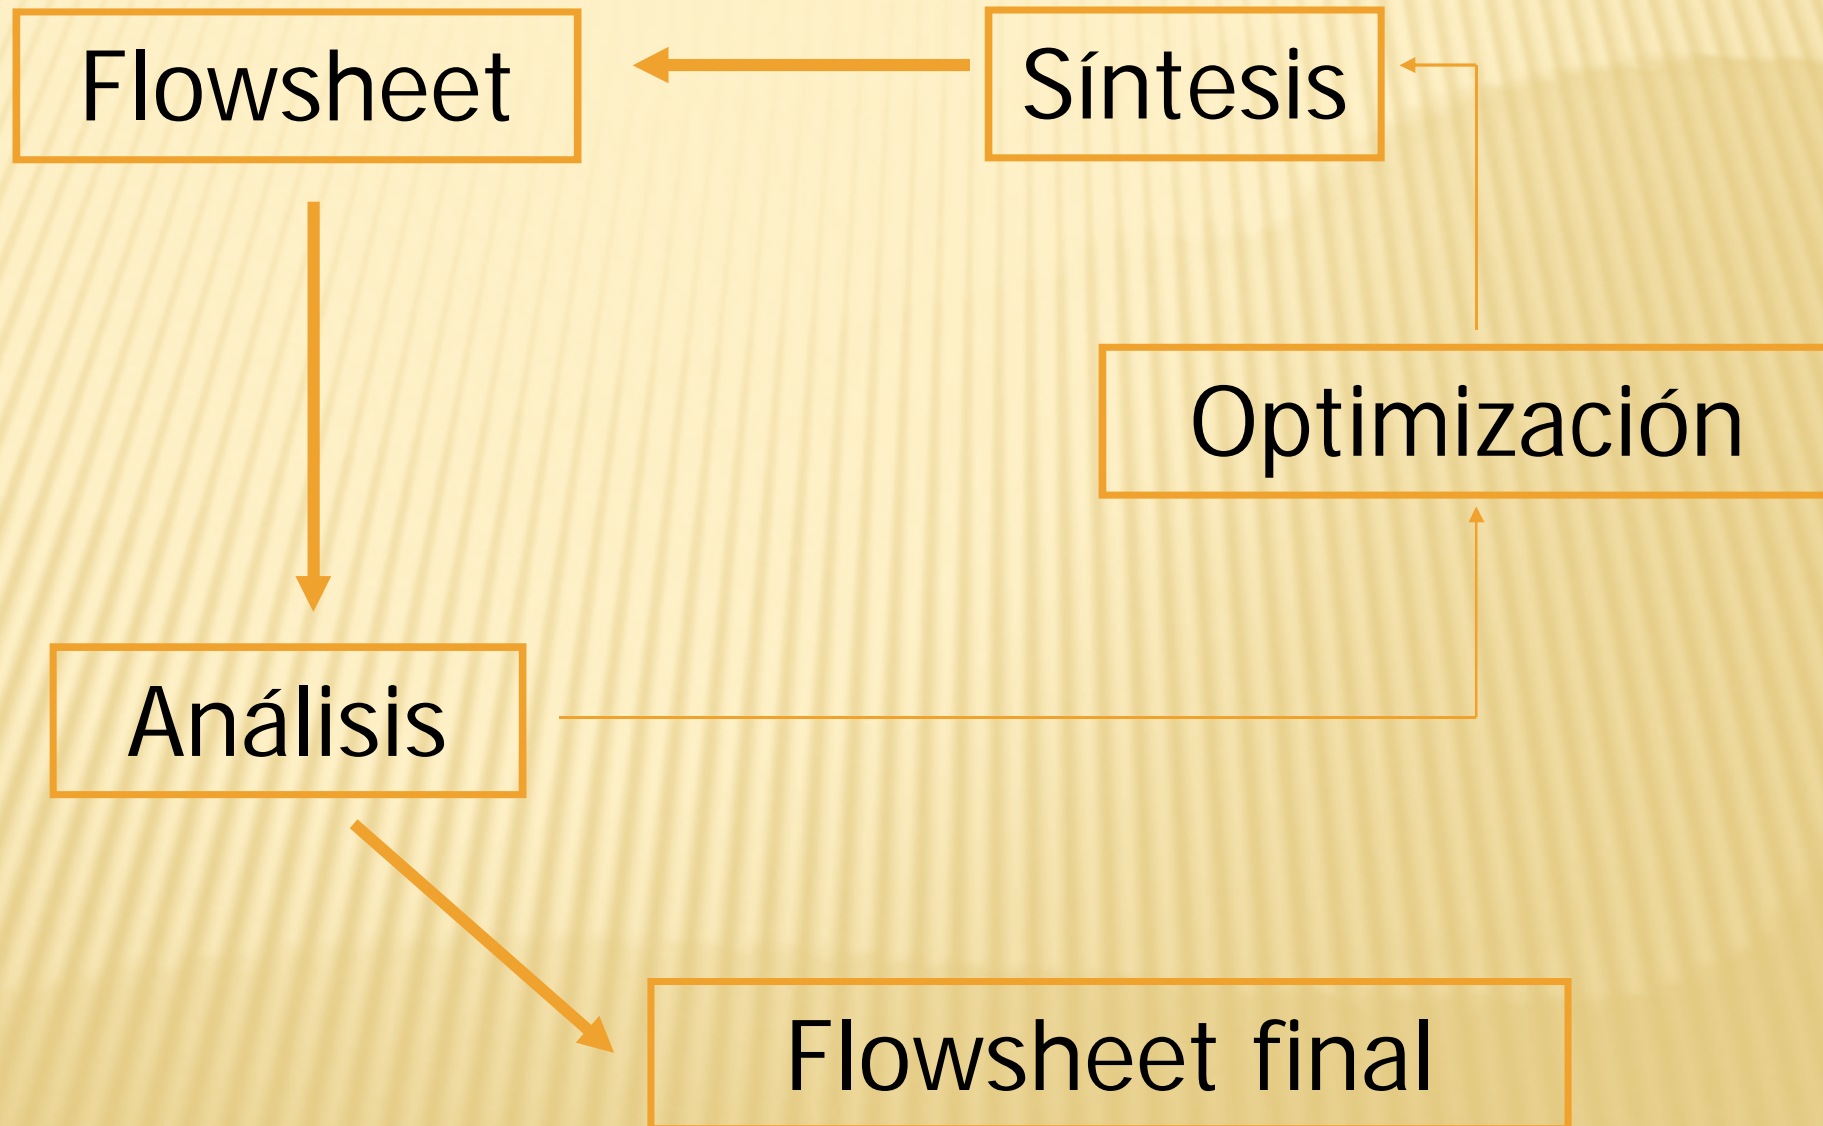 Flowsheet
Síntesis
Optimización
Análisis
Flowsheet final